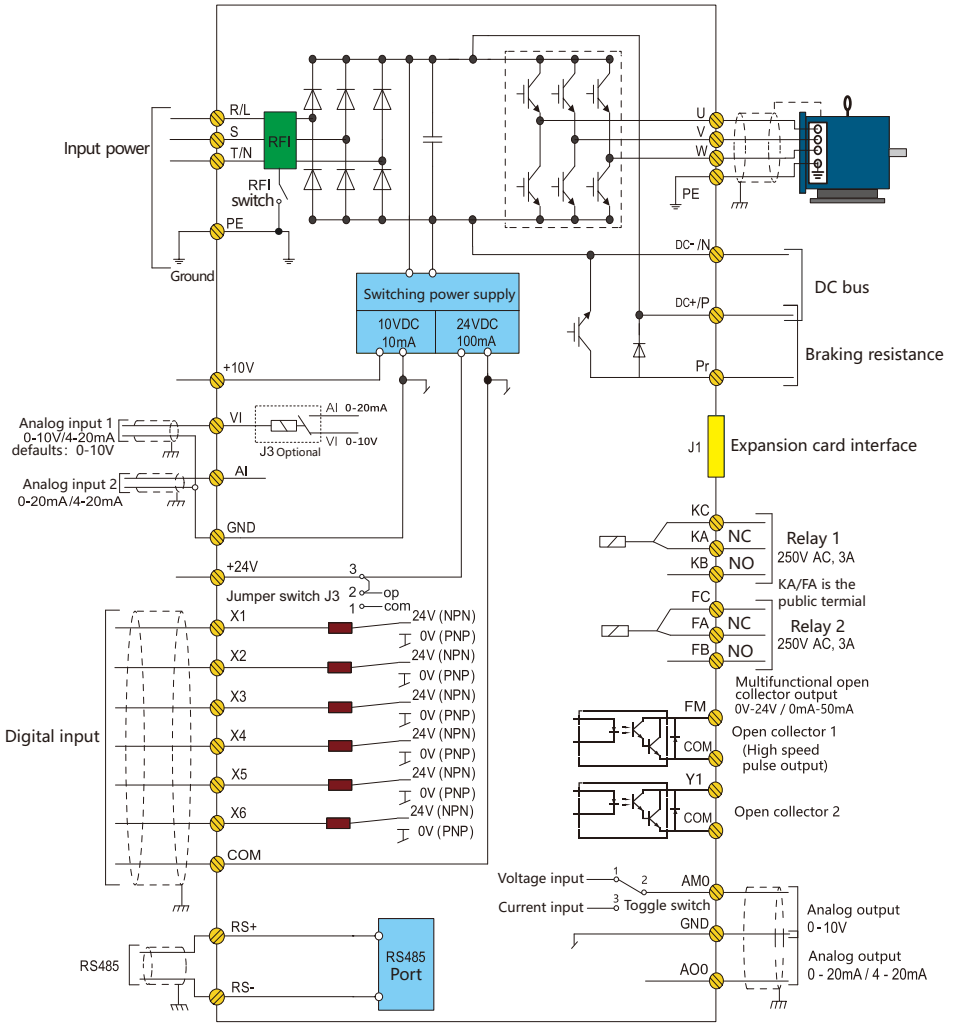 Input power
R/L
S
T/N
RFI
RFI
switch
PE
Ground
U
V
W
PE
DC- /N
DC+/P
Pr
DC bus
Braking resistance
Switching power supply
10VDC
10mA
24VDC
100mA
+10V
VI
Analog input 1
0-10V/4-20mA
defaults: 0-10V
AI 0-20mA
VI 0-10V
J3 Optional
AI
Analog input 2
0-20mA/4-20mA
GND
+24V
Jumper switch J3
3
2 op
1 com
J1
Expansion card interface
KC
KA NC
KB NO
Relay 1
250V AC, 3A
KA/FA is the
public termial
FC
FA NC
FB NO
Relay 2
250V AC, 3A
Digital input
X1
24V (NPN)
0V (PNP)
X2
24V (NPN)
0V (PNP)
X3
24V (NPN)
0V (PNP)
X4
24V (NPN)
0V (PNP)
X5
24V (NPN)
0V (PNP)
X6
24V (NPN)
0V (PNP)
COM
Multifunctional open
collector output
0V-24V / 0mA-50mA
FM
COM
Open collector 1
(High speed
pulse output)
Y1
COM
Open collector 2
Voltage input
1
2
3
Current input
Toggle switch
AM0
GND
AO0
Analog output
0-10V
Analog output
0 - 20mA / 4 - 20mA
RS485
RS+
RS-
RS485
Port